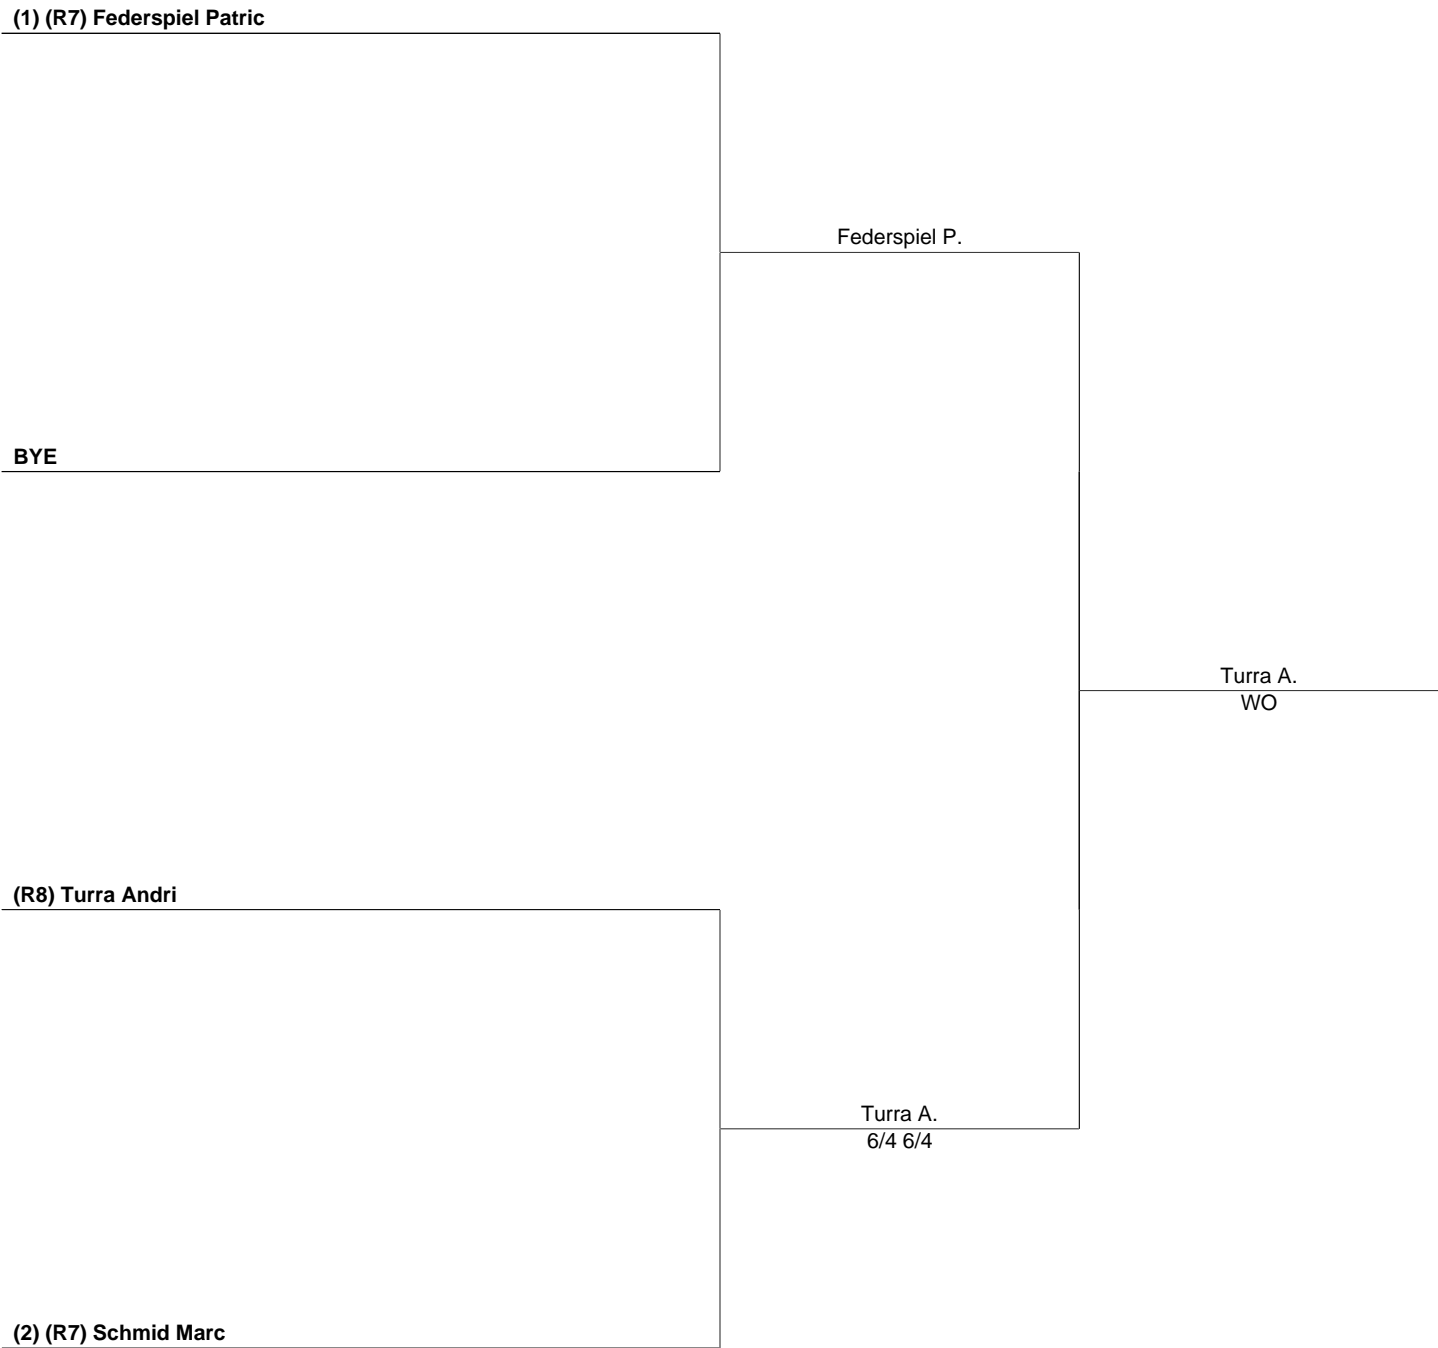 (1) (R7) Federspiel Patric
Federspiel P.
BYE
Turra A.
WO
(R8) Turra Andri
Turra A.
6/4 6/4
(2) (R7) Schmid Marc